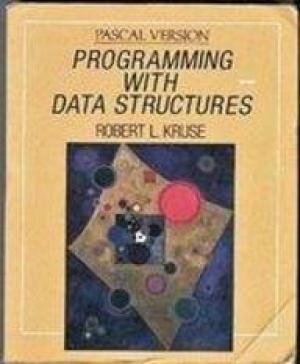 PASCAL VERSION
PROGRAMMING
WITH
DATA STRUCTURES
ROBERT L. KRUSE